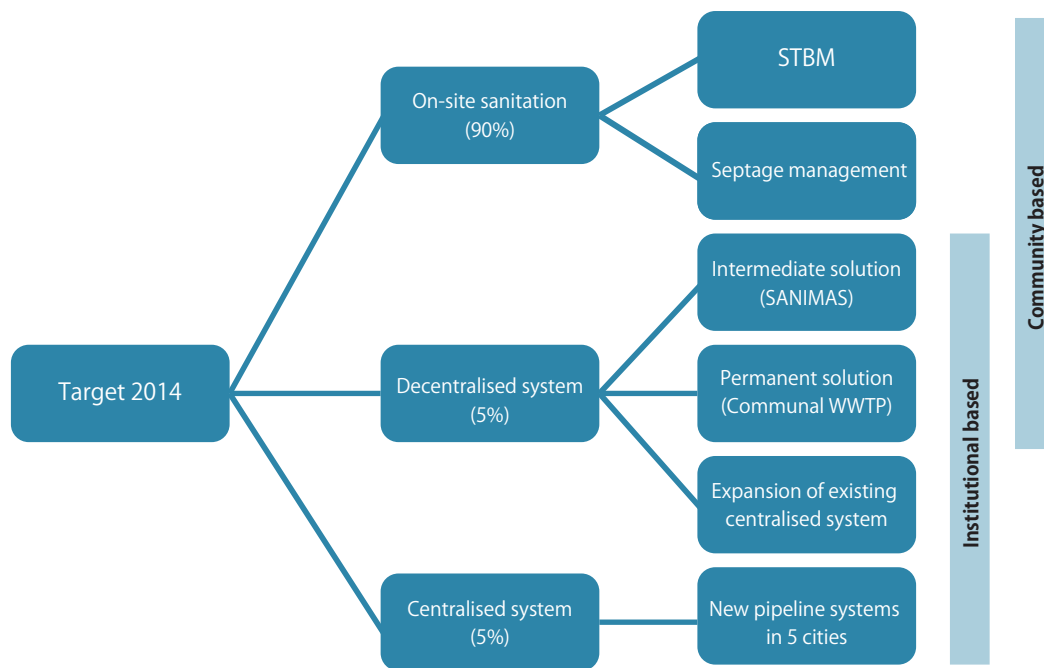 Target 2014
On-site sanitation
(90%)
Decentralised system
(5%)
Centralised system
(5%)
STBM
Septage management
Intermediate solution
(SANIMAS)
Permanent solution
(Communal WWTP)
Expansion of existing
centralised system
New pipeline systems
in 5 cities
Institutional based
Community based